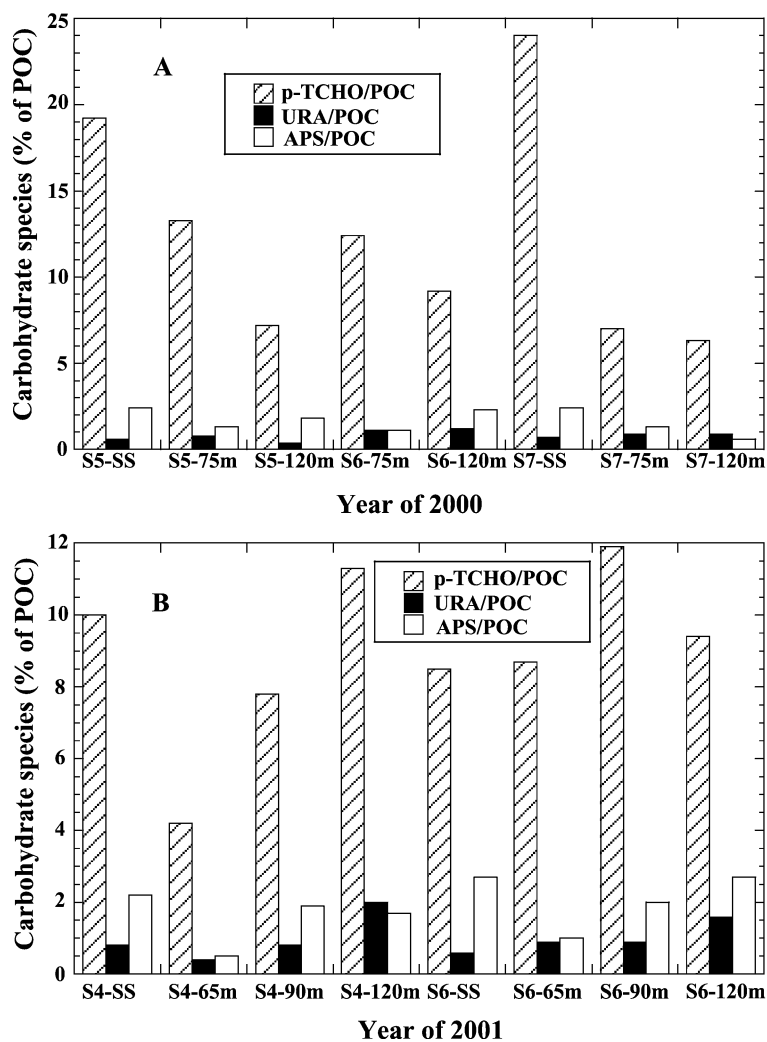 25
20
15
10
5
0
Carbohydrate species (% of POC)
A
p-TCHO/POC
URA/POC
APS/POC
S5-SS S5-75m S5-120m S6-75m S6-120m S7-SS S7-75m S7-120m
Year of 2000
12
10
8
6
4
2
0
Carbohydrate species (% of POC)
B
p-TCHO/POC
URA/POC
APS/POC
S4-SS S4-65m S4-90m S4-120m S6-SS S6-65m S6-90m S6-120m
Year of 2001